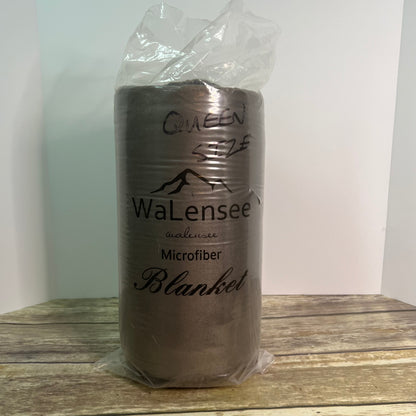 QUEEN
SIZE
WaLensee
walensee
Microfiber
Blanket